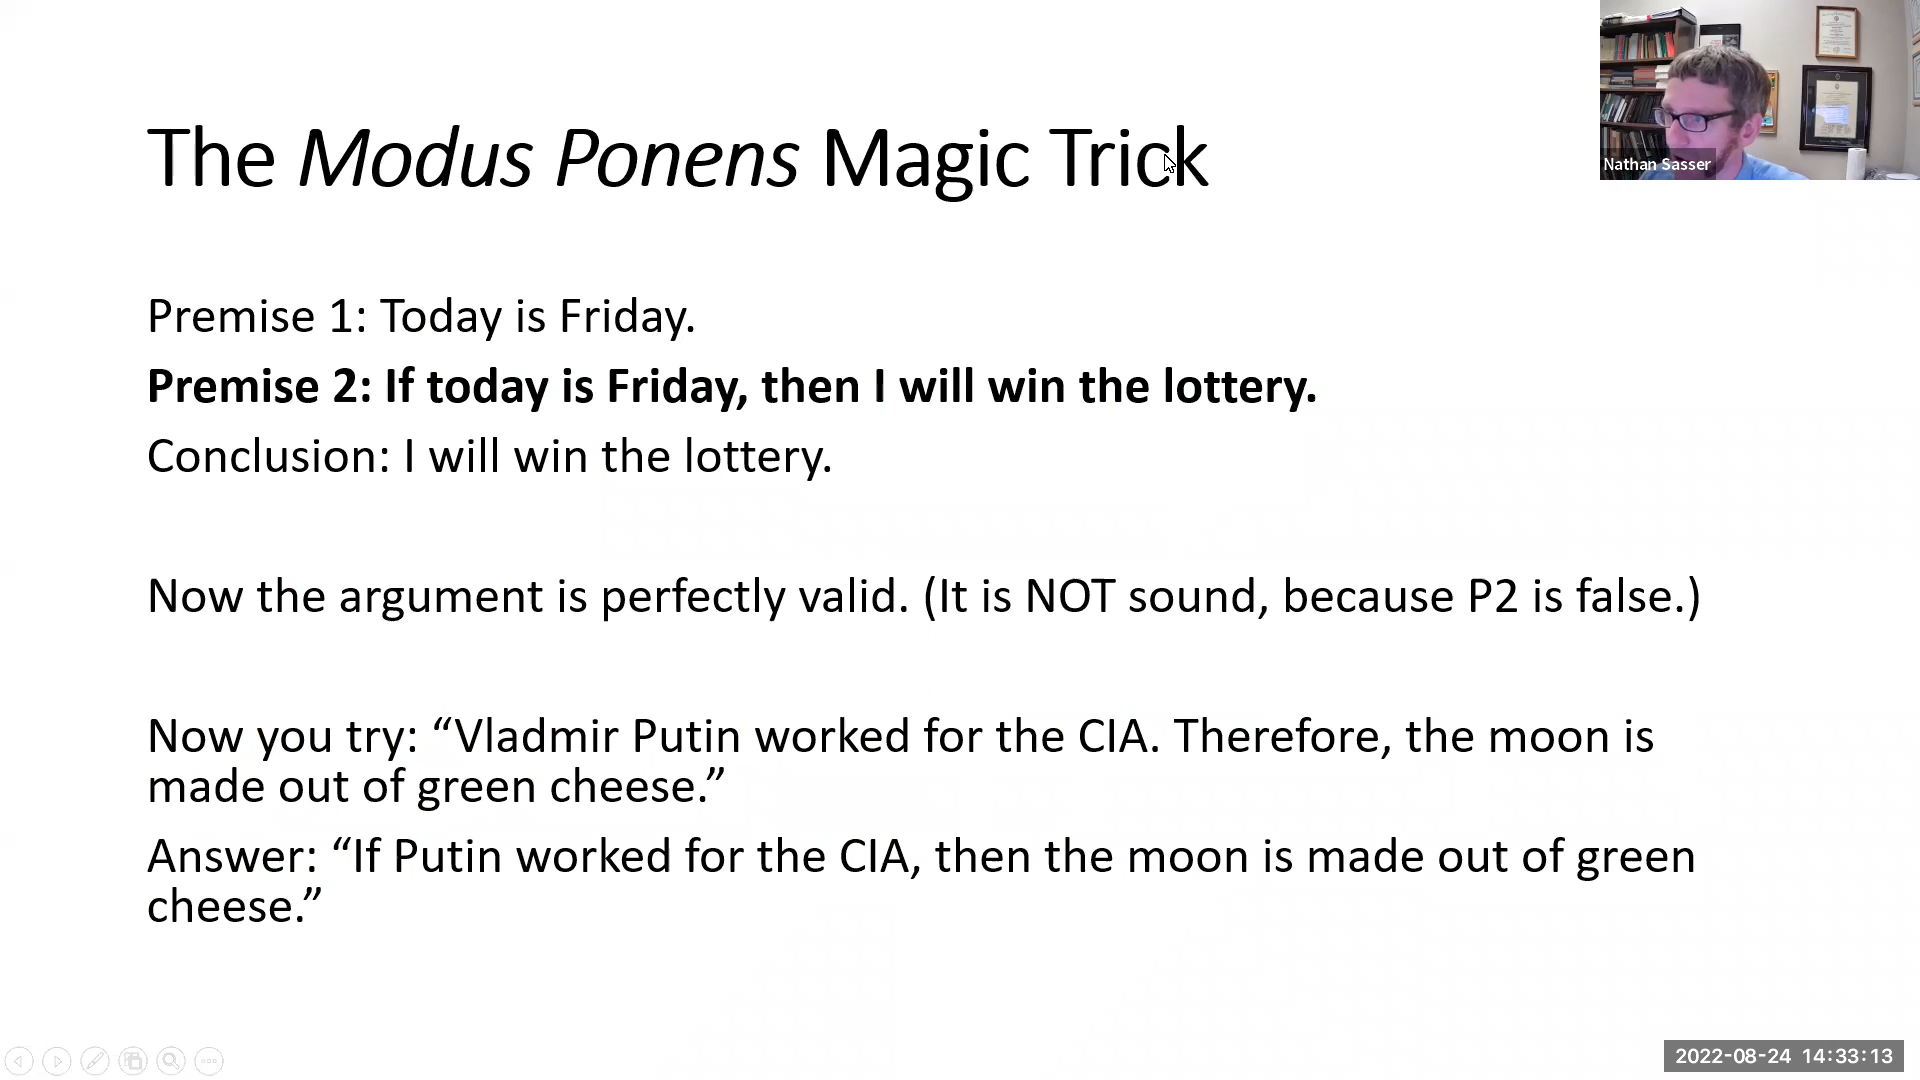 The Modus Ponens Magic Trick
Nathan Sasser
Premise 1: Today is Friday.
Premise 2: If today is Friday, then I will win the lottery.
Conclusion: I will win the lottery.
Now the argument is perfectly valid. (It is NOT sound, because P2 is false.)
Now you try: “Vladmir Putin worked for the CIA. Therefore, the moon is
made out of green cheese.”
Answer: “If Putin worked for the CIA, then the moon is made out of green
cheese.”
2022-08-24 14:33:13